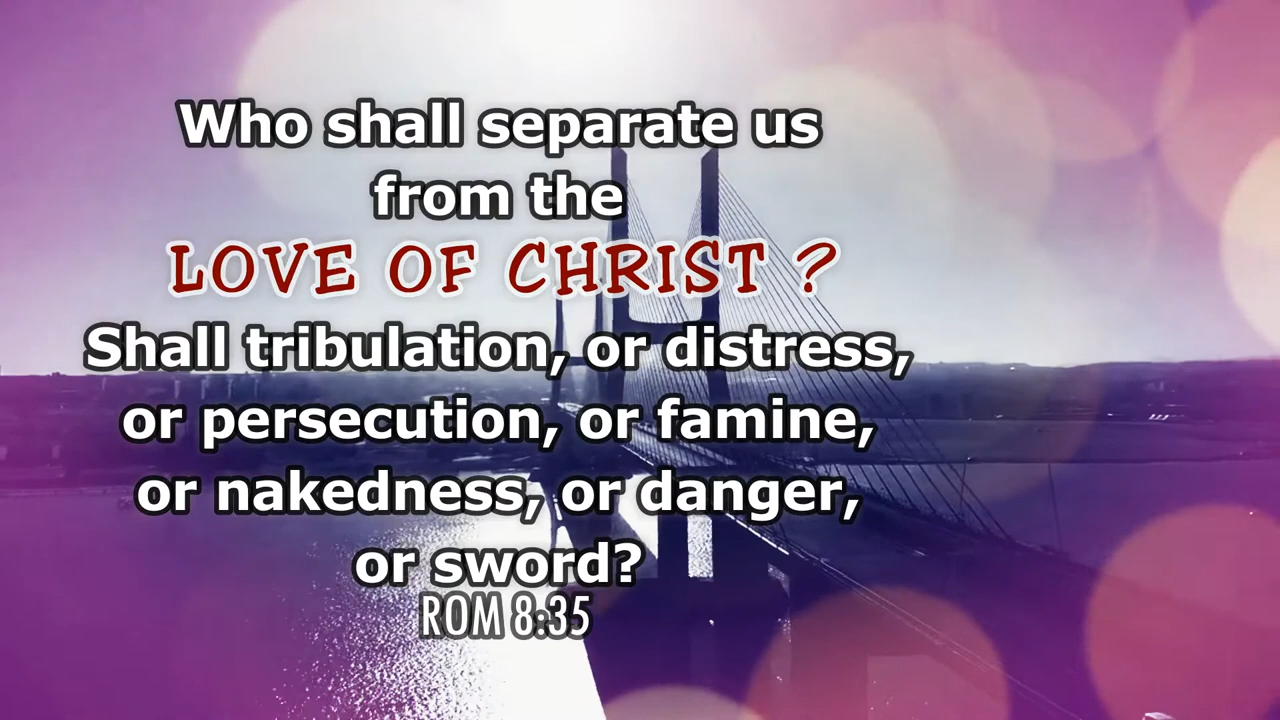 Who shall separate us
from the
LOVE OF CHRIST ?
Shall tribulation, or distress,
or persecution, or famine,
or nakedness, or danger,
or sword?
ROM 8:35